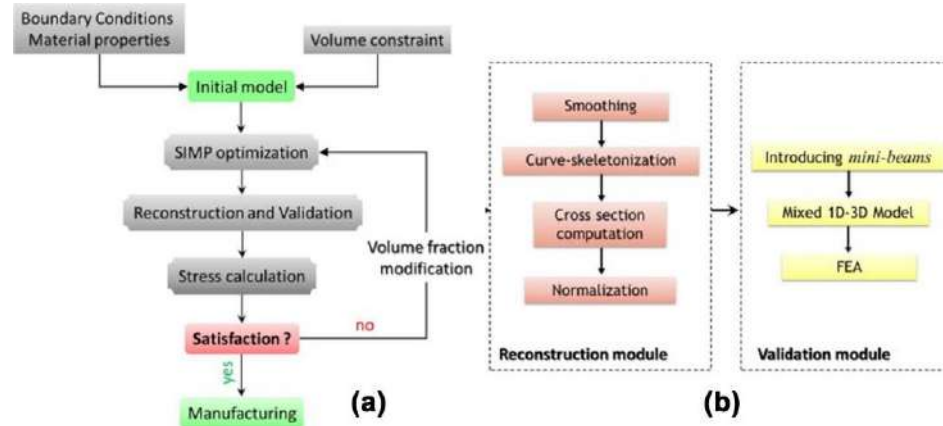 Boundary Conditions
Material properties
Volume constraint
Initial model
SIMP optimization
Reconstruction and Validation
Stress calculation
Volume fraction
modification
Satisfaction ?
no
yes
Manufacturing
(a)
Smoothing
Curve-skeletonization
Cross section
computation
Normalization
Reconstruction module
Introducing mini-beams
Mixed 1D-3D Model
FEA
Validation module
(b)